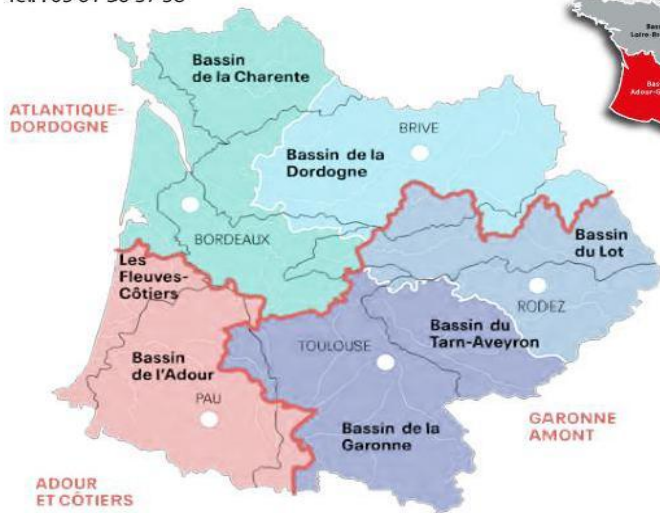 Bassin
de la Charente
ATLANTIQUE-
DORDOGNE
BRIVE
Bassin de la
Dordogne
BORDEAUX
Les
Fleuves-
Côtiers
Bassin
du Lot
RODEZ
Bassin du
Tarn-Aveyron
TOULOUSE
Bassin
de l'Adour
PAU
Bassin de la
Garonne
GARONNE
AMONT
ADOUR
ET CÔTIERS